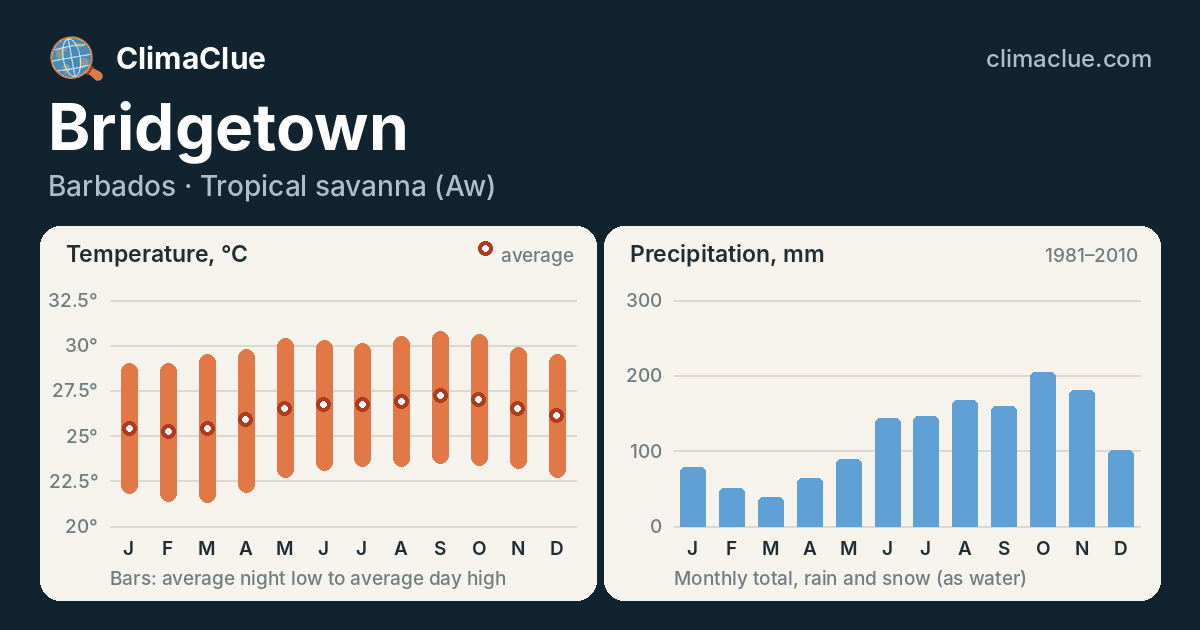 ClimaClue
climaclue.com
Bridgetown
Barbados · Tropical savanna (Aw)
Temperature, °C
average
32.5°
30°
27.5°
25°
22.5°
20°
J F M A M J J A S O N D
Bars: average night low to average day high
Precipitation, mm
1981–2010
300
200
100
0
J F M A M J J A S O N D
Monthly total, rain and snow (as water)